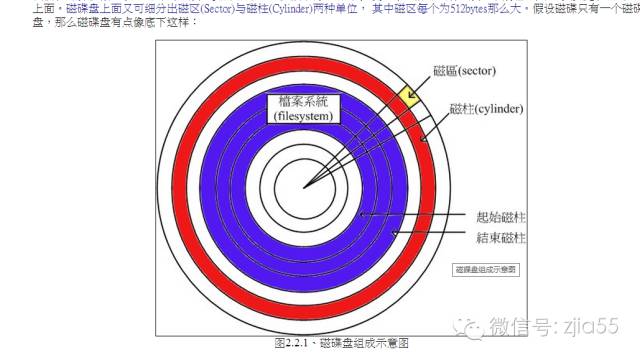 上面。磁碟盘上面又可细分出磁区(Sector)与磁柱(Cylinder)两种单位， 其中磁区每个为512bytes那么大。假设磁碟只有一个磁碟
盘，那么磁碟盘有点像底下这样：
磁區(sector)
檔案系統
(filesystem)
磁柱(cylinder)
起始磁柱
結束磁柱
磁碟盘组成示意图
微信号: zjia55
图2.2.1、磁碟盘组成示意图